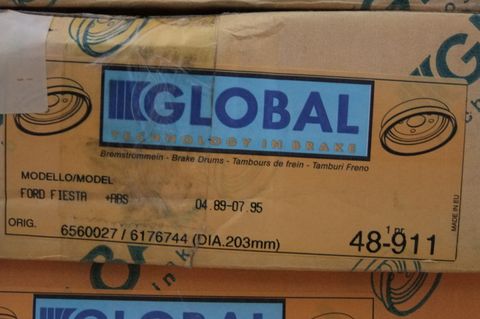 GLOBAL
TECHNOLOGY IN BRAKE
Bremstrommeln - Brake Drums - Tambours de frein - Tamburi Freno
MODELLO/MODEL
FORD FIESTA +ABS 04.89-07.95
ORIG.
6560027 / 6176744 (DIA.203mm)
1 pr.
48-911
MADE IN EU
GLOBAL